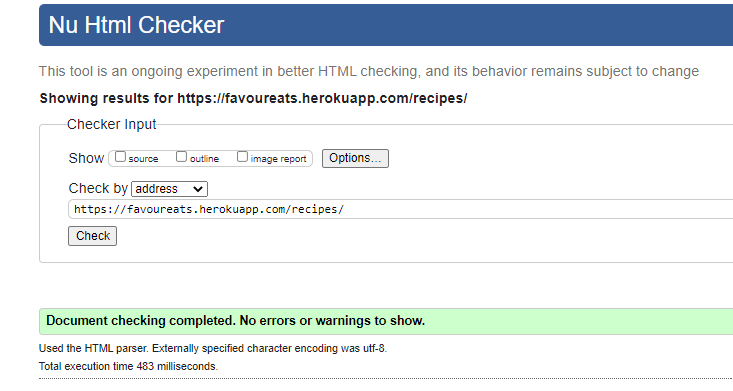 Nu Html Checker
This tool is an ongoing experiment in better HTML checking, and its behavior remains subject to change
Showing results for https://favoureats.herokuapp.com/recipes/
Checker Input
Show source outline image report Options...
Check by address
https://favoureats.herokuapp.com/recipes/
Check
Document checking completed. No errors or warnings to show.
Used the HTML parser. Externally specified character encoding was utf-8.
Total execution time 483 milliseconds.